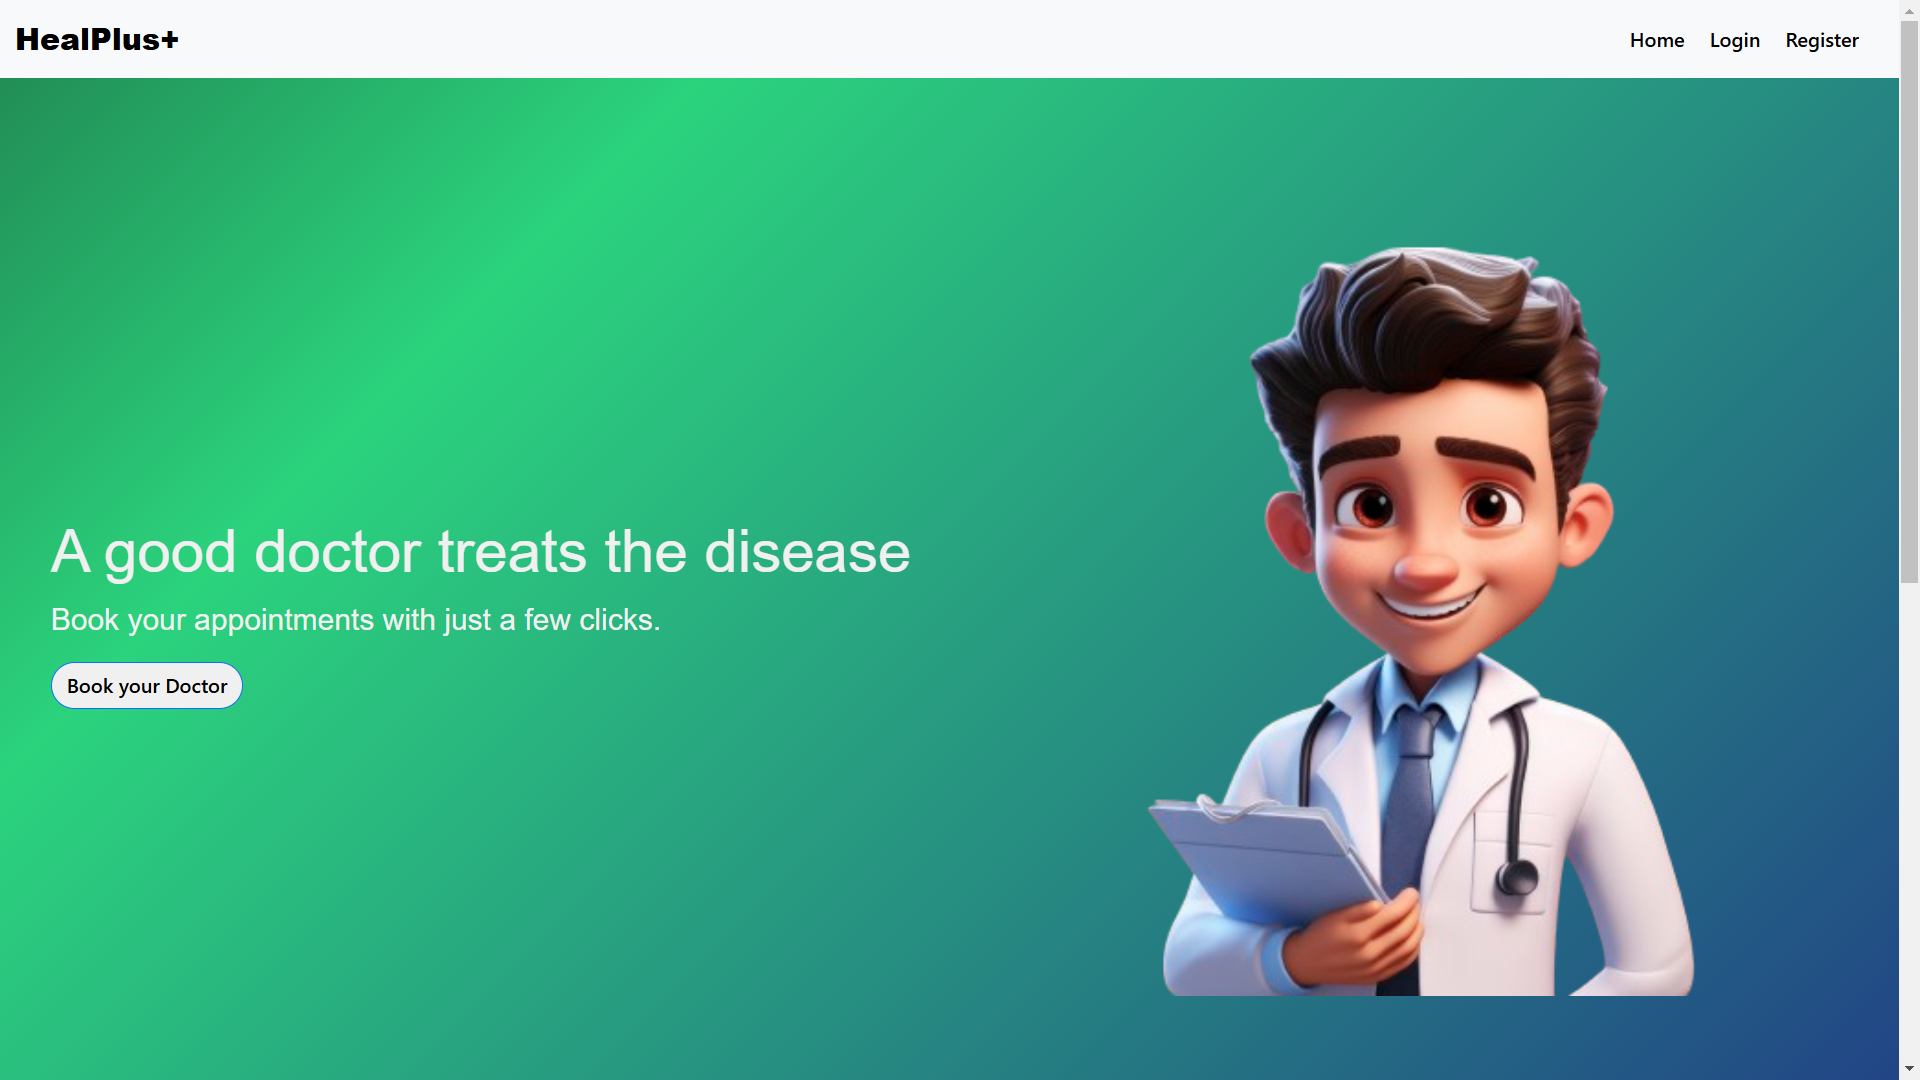 HealPlus+
Home Login Register
A good doctor treats the disease
Book your appointments with just a few clicks.
Book your Doctor